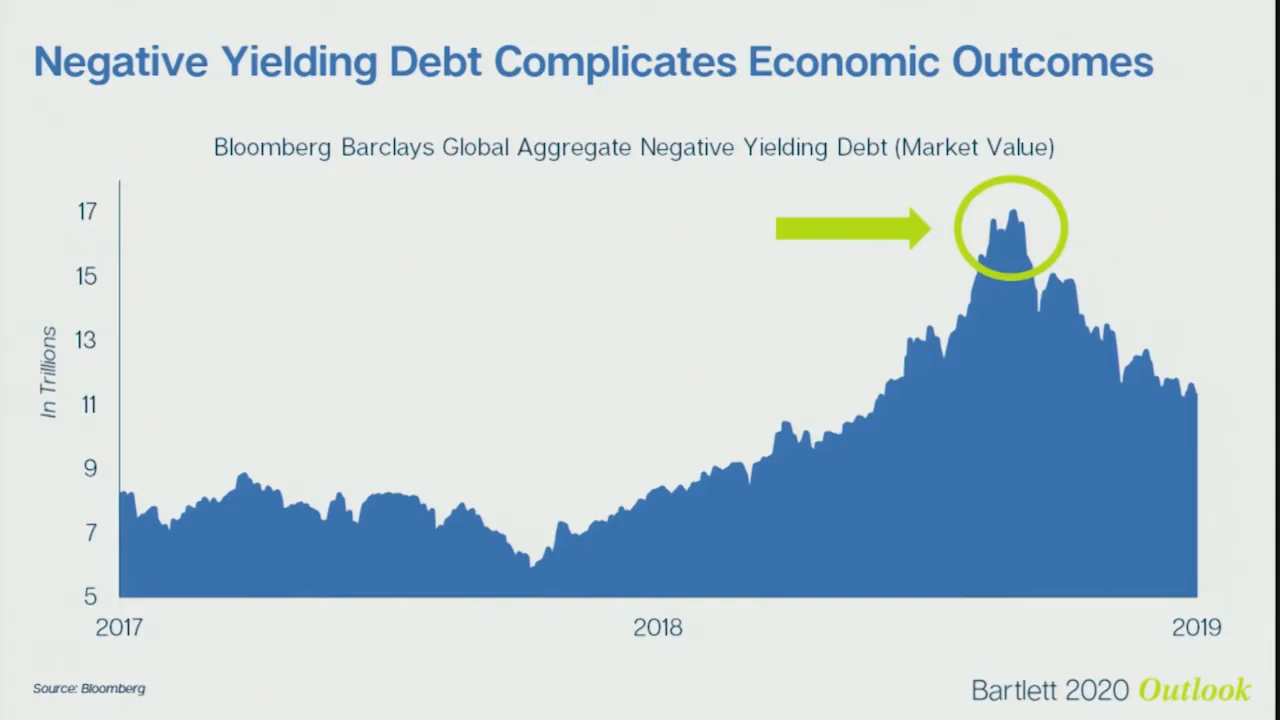 Negative Yielding Debt Complicates Economic Outcomes
Bloomberg Barclays Global Aggregate Negative Yielding Debt (Market Value)
In Trillions
17
15
13
11
9
7
5
2017 2018 2019
Source: Bloomberg
Bartlett 2020 Outlook